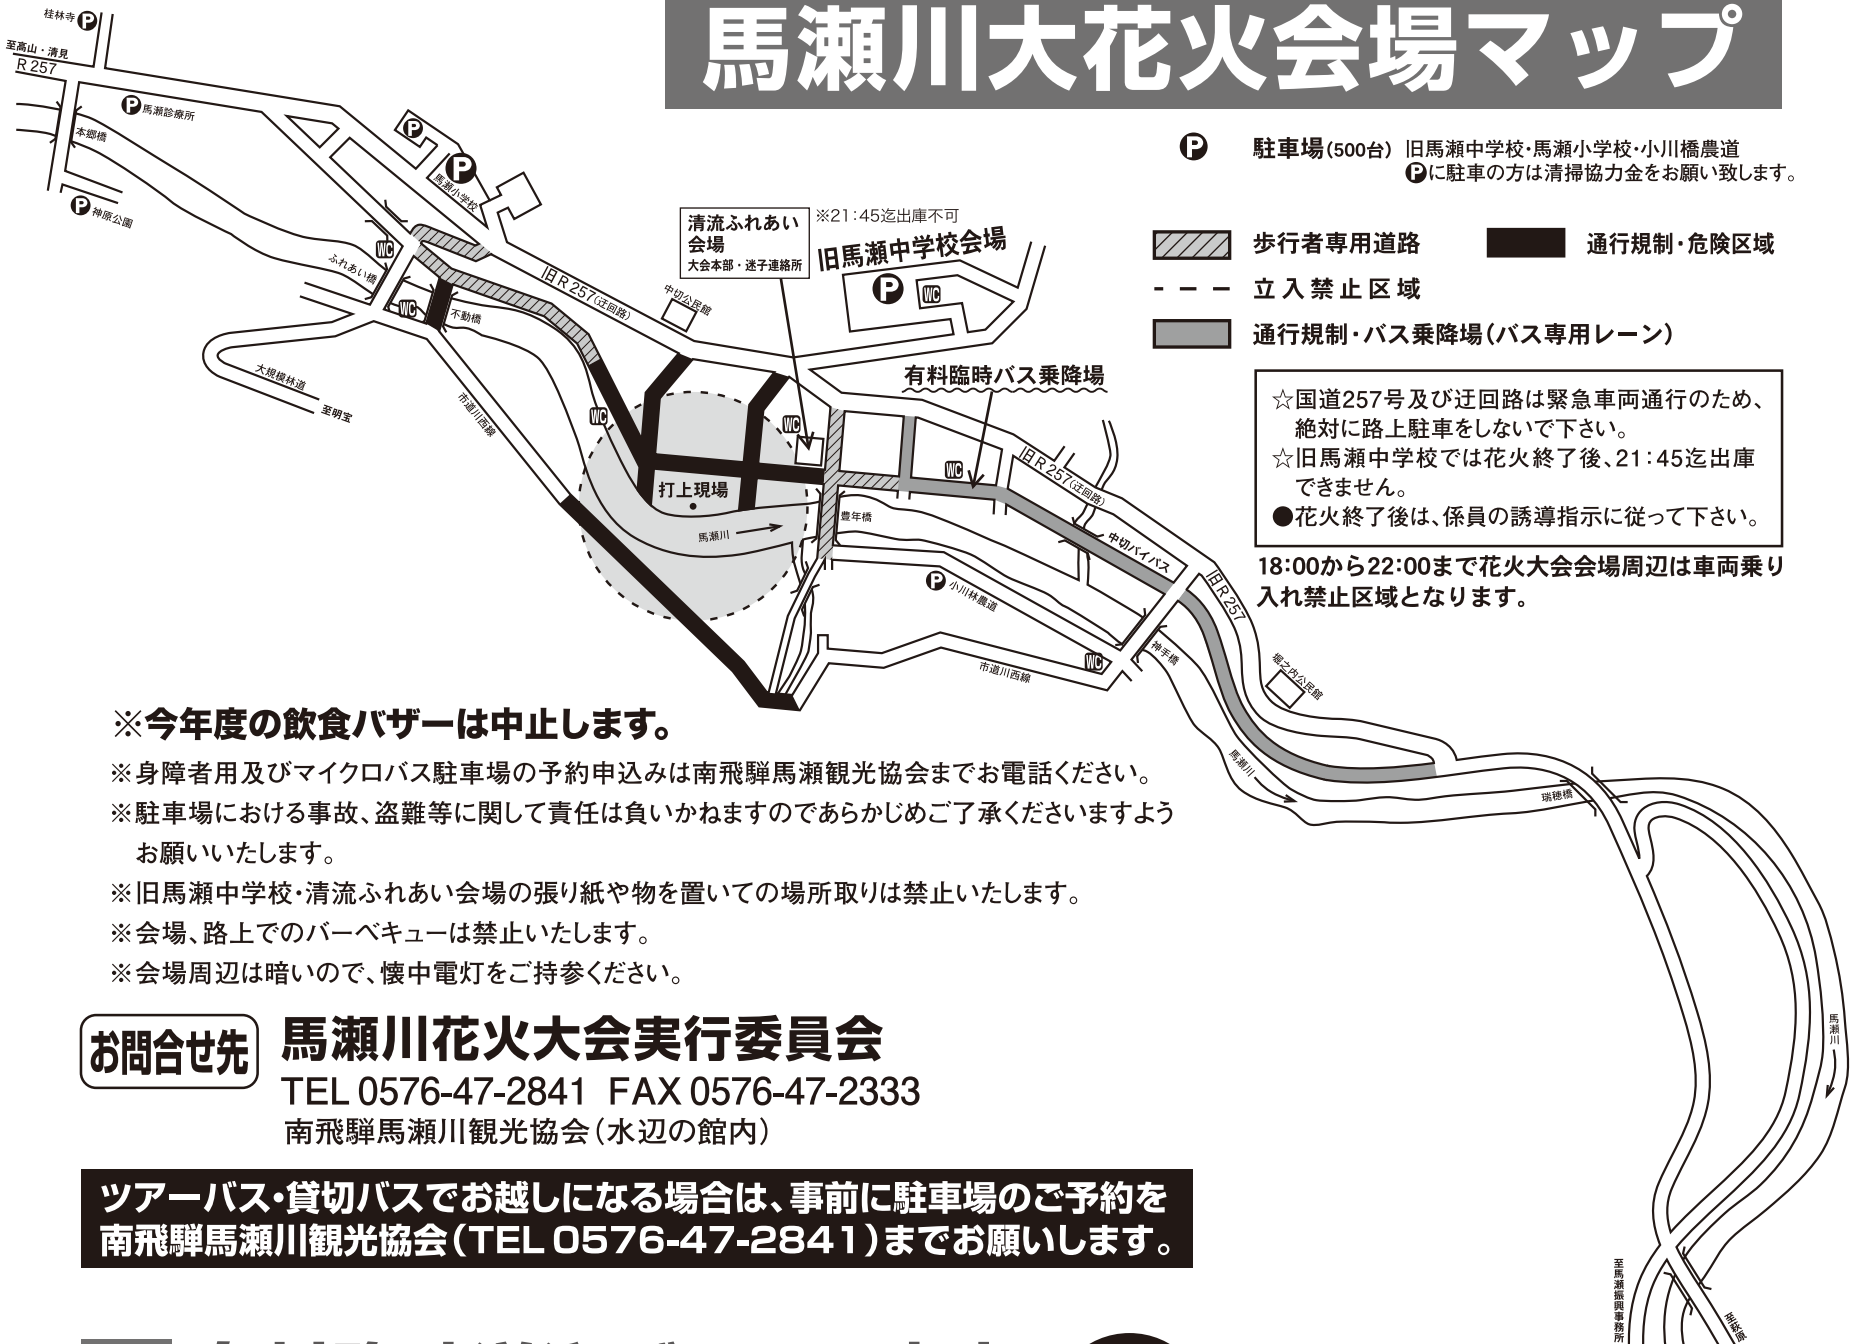 馬瀬川大花火会場マップ
桂林寺 P
至高山・清見
R 257
P 馬瀬診療所
本郷橋
P 神原公園
P
P
馬瀬小学校
WC
ふれあい橋
WC
不動橋
大規模林道
至明宝
市道川西線
旧R 257(迂回路)
中切公民館
清流ふれあい
会場
大会本部・迷子連絡所
※21:45迄出庫不可
旧馬瀬中学校会場
P
WC
有料臨時バス乗降場
WC
WC
打上現場
馬瀬川
豊年橋
WC
旧R 257(迂回路)
中切バイパス
P 小川林農道
旧R 257
神手橋
WC
市道川西線
堀之内公民館
馬瀬川
瑞穂橋
馬瀬川
至馬瀬振興事務所
至萩原
P 駐車場(500台) 旧馬瀬中学校・馬瀬小学校・小川橋農道
Pに駐車の方は清掃協力金をお願い致します。
歩行者専用道路 通行規制・危険区域
立入禁止区域
通行規制・バス乗降場(バス専用レーン)
☆国道257号及び迂回路は緊急車両通行のため、
絶対に路上駐車をしないで下さい。
☆旧馬瀬中学校では花火終了後、21:45迄出庫
できません。
●花火終了後は、係員の誘導指示に従って下さい。
18:00から22:00まで花火大会会場周辺は車両乗り
入れ禁止区域となります。
※今年度の飲食バザーは中止します。
※身障者用及びマイクロバス駐車場の予約申込みは南飛騨馬瀬観光協会までお電話ください。
※駐車場における事故、盗難等に関して責任は負いかねますのであらかじめご了承くださいますよう
お願いいたします。
※旧馬瀬中学校・清流ふれあい会場の張り紙や物を置いての場所取りは禁止いたします。
※会場、路上でのバーベキューは禁止いたします。
※会場周辺は暗いので、懐中電灯をご持参ください。
お問合せ先 馬瀬川花火大会実行委員会
TEL 0576-47-2841 FAX 0576-47-2333
南飛騨馬瀬川観光協会(水辺の館内)
ツアーバス・貸切バスでお越しになる場合は、事前に駐車場のご予約を
南飛騨馬瀬川観光協会(TEL 0576-47-2841)までお願いします。